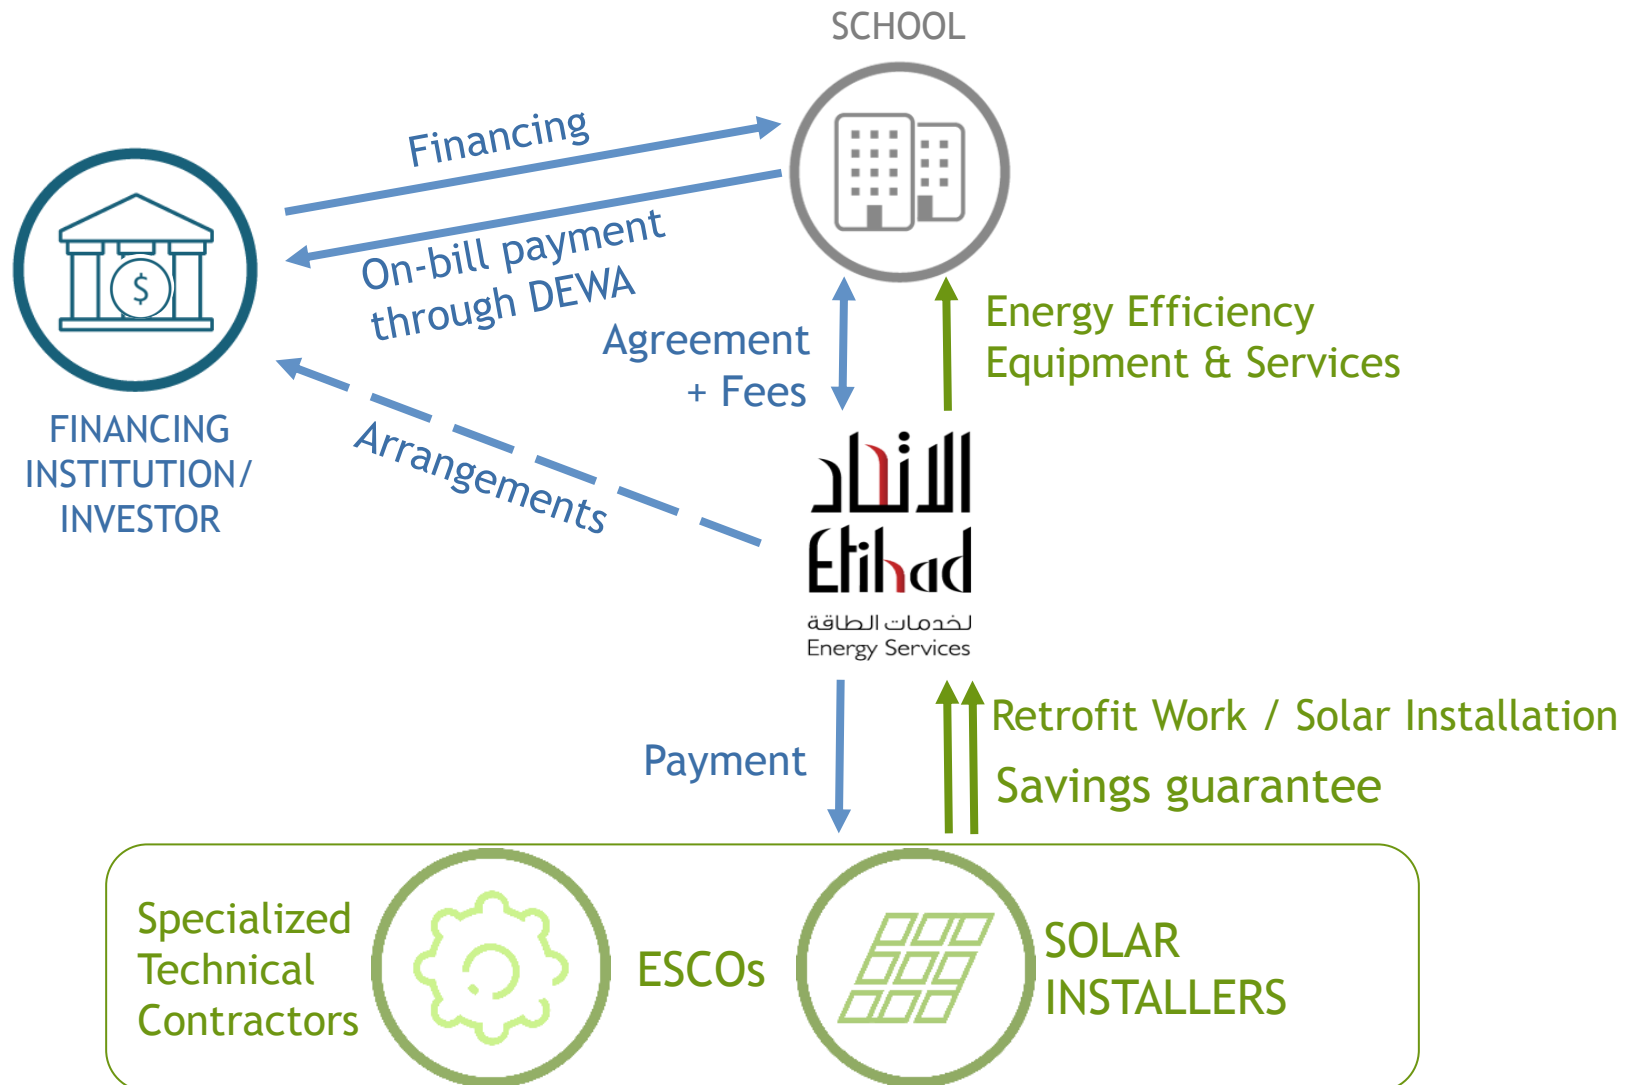 SCHOOL
Financing
On-bill payment
through DEWA
FINANCING
INSTITUTION/
INVESTOR
Arrangements
Agreement
+ Fees
Energy Efficiency
Equipment & Services
$
الاتحاد
Etihad
لخدمات الطاقة
Energy Services
Payment
Retrofit Work / Solar Installation
Savings guarantee
Specialized
Technical
Contractors
ESCOs
SOLAR
INSTALLERS